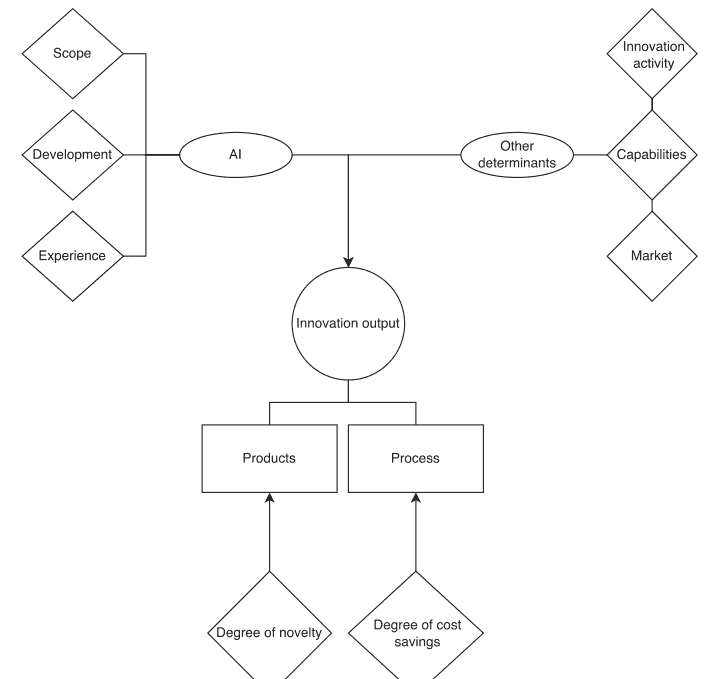 Scope
Innovation
activity
Development
AI
Other
determinants
Capabilities
Experience
Market
Innovation output
Products
Process
Degree of novelty
Degree of cost
savings